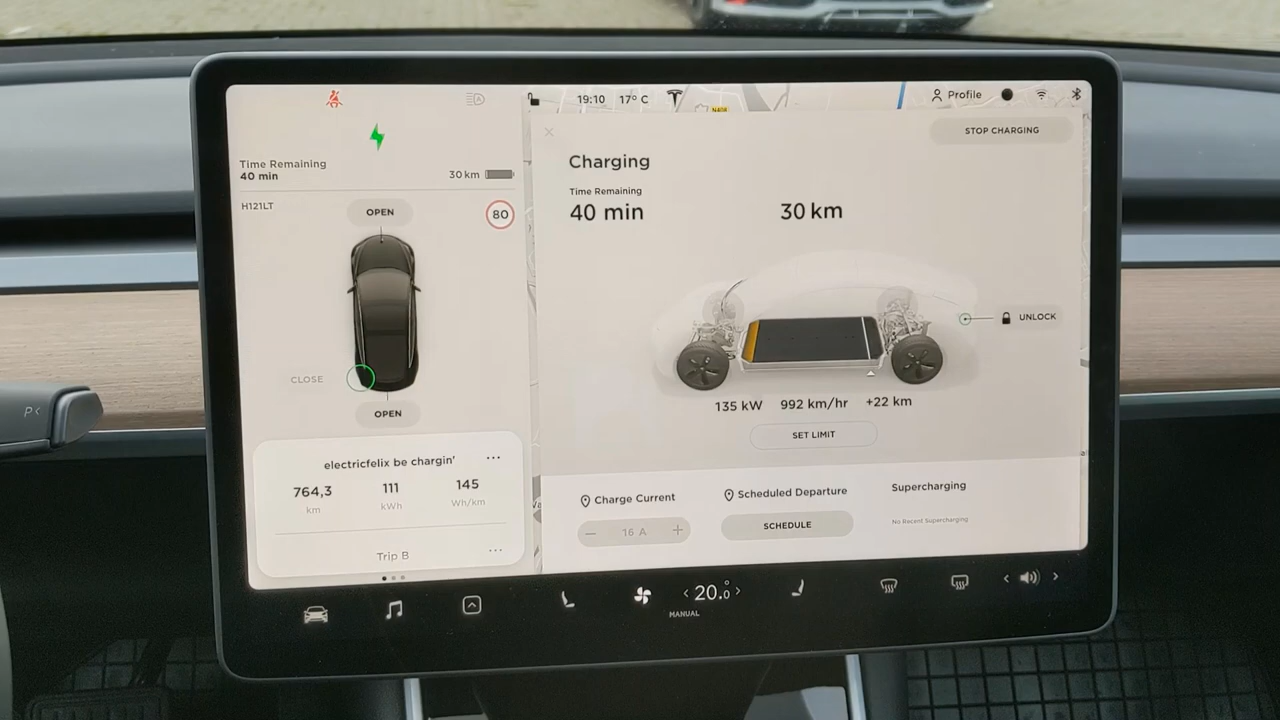 P<
Time Remaining
40 min
30 km
H121LT
OPEN
80
CLOSE
OPEN
electricfelix be chargin'
764,3
111
145
km
kWh
Wh/km
Trip B
19:10
17° C
Profile
STOP CHARGING
Charging
Time Remaining
40 min
30 km
UNLOCK
135 kW
992 km/hr
+22 km
SET LIMIT
Charge Current
Scheduled Departure
Supercharging
16 A
SCHEDULE
No Recent Supercharging
20.0
MANUAL